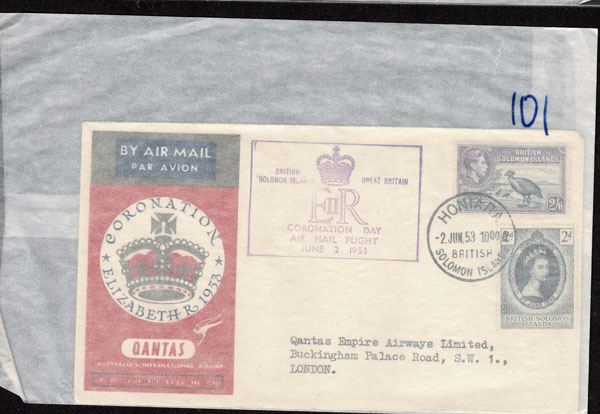 101
BY AIR MAIL
PAR AVION
CORONATION
ELIZABETH R. 1953
QANTAS
AUSTRALIA'S INTERNATIONAL AIRLINE
BRITISH
SOLOMON ISLANDS
GREAT BRITAIN
EIIR
CORONATION DAY
AIR MAIL FLIGHT
JUNE 2 1953
BRITISH
SOLOMON ISLANDS
2/6
HONIARA
-2 JUN.53
BRITISH
SOLOMON ISLANDS
2d
2d
BRITISH SOLOMON
ISLANDS
Qantas Empire Airways Limited,
Buckingham Palace Road, S.W. 1.,
LONDON.